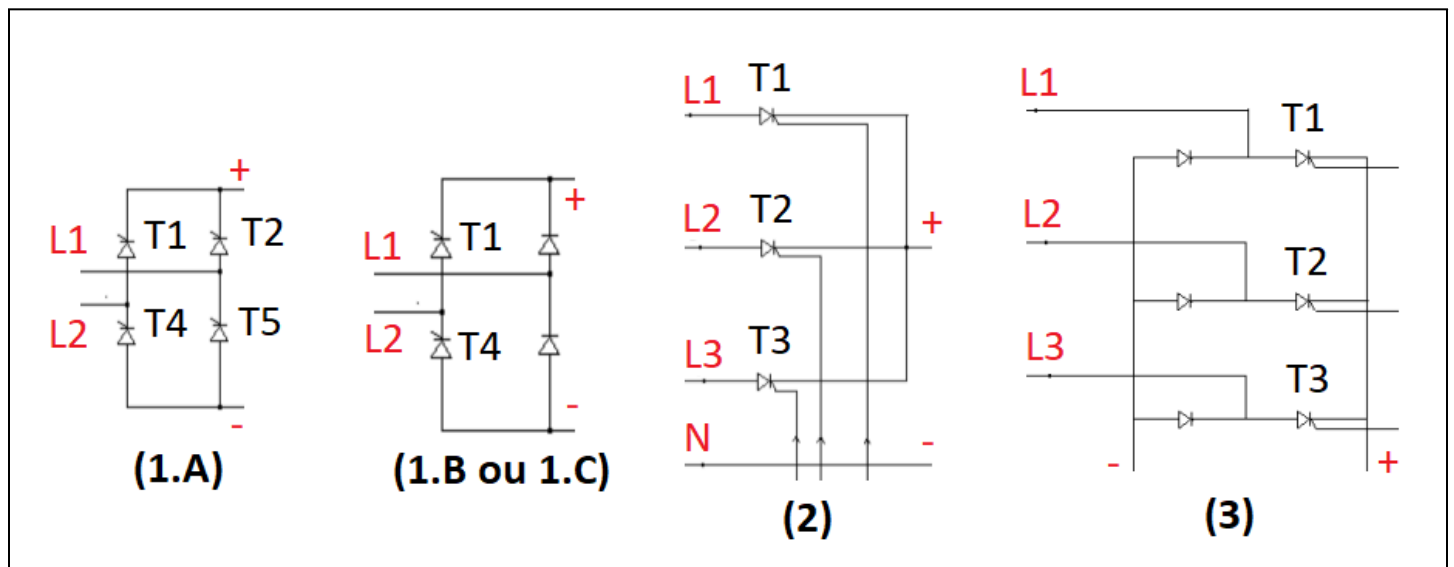 L1
T1
T2
+
L2
T4
T5
-
(1.A)
L1
T1
+
L2
T4
-
(1.B ou 1.C)
L1
T1
L2
T2
+
L3
T3
N
-
(2)
L1
T1
L2
T2
L3
T3
-
+
(3)